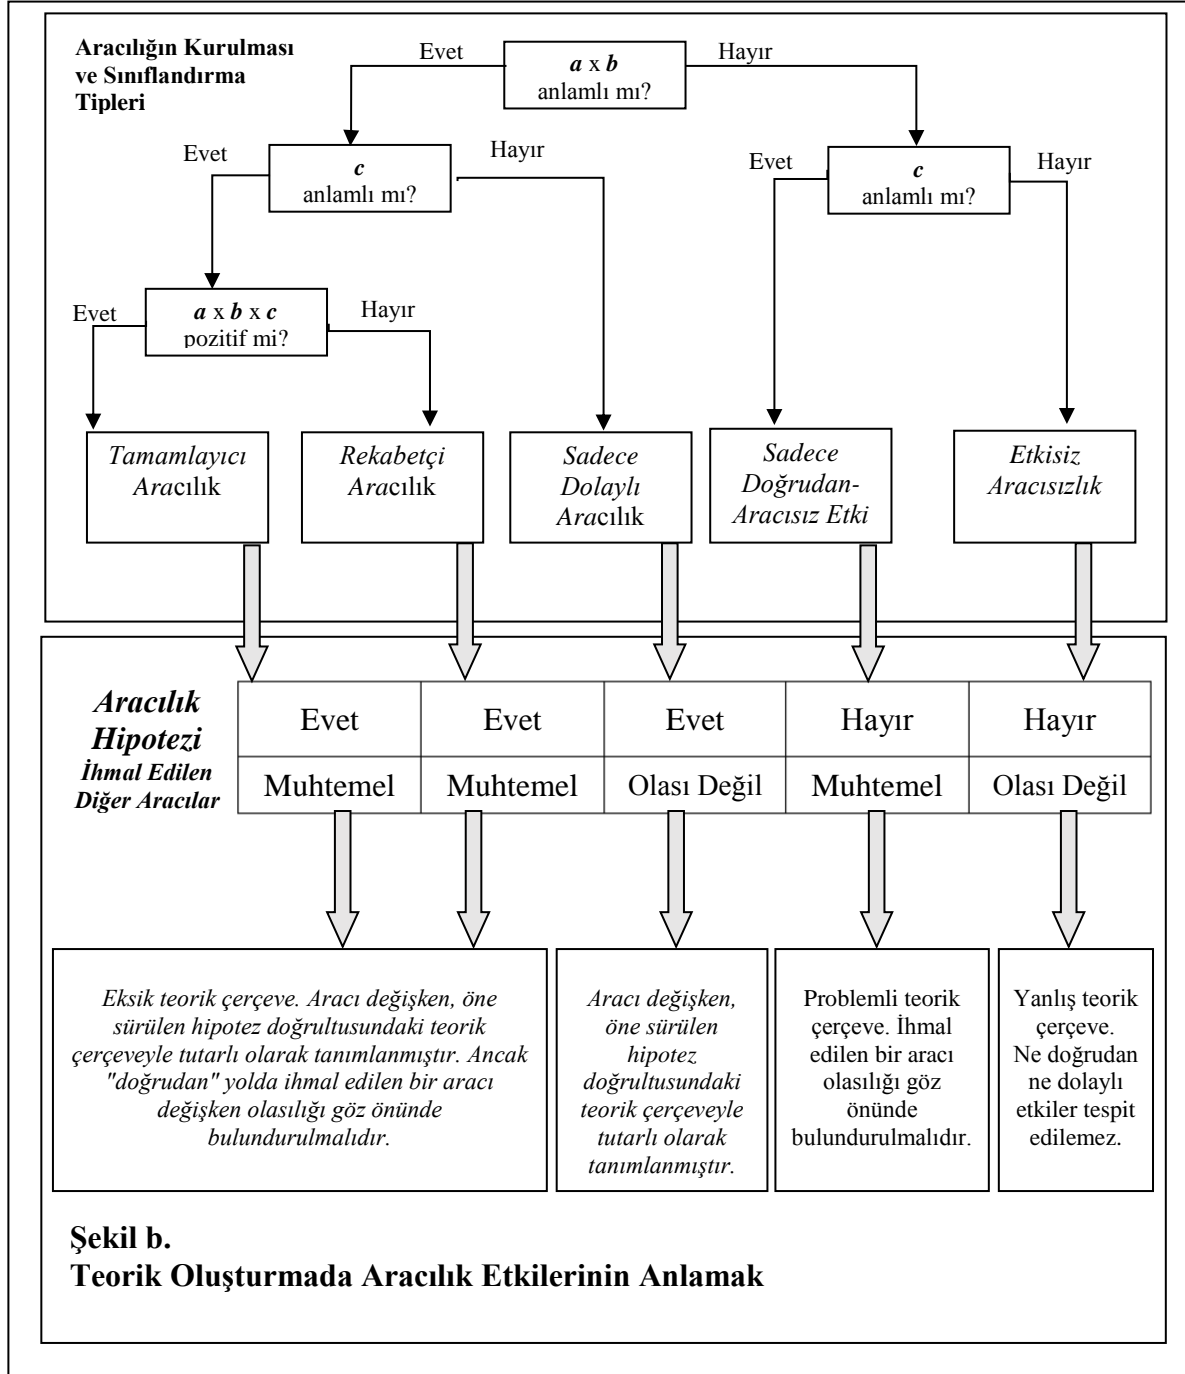 Aracılığın Kurulması
ve Sınıflandırma
Tipleri
Evet
a x b
anlamlı mı?
Hayır
Evet
c
anlamlı mı?
Hayır
Evet
c
anlamlı mı?
Hayır
Evet
a x b x c
pozitif mi?
Hayır
Tamamlayıcı
Aracılık
Rekabetçi
Aracılık
Sadece
Dolaylı
Aracılık
Sadece
Doğrudan-
Aracısız Etki
Etkisiz
Aracısızlık
Aracılık
Hipotezi
İhmal Edilen
Diğer Aracılar
Evet
Evet
Evet
Hayır
Hayır
Muhtemel
Muhtemel
Olası Değil
Muhtemel
Olası Değil
Eksik teorik çerçeve. Aracı değişken, öne
sürülen hipotez doğrultusundaki teorik
çerçeveyle tutarlı olarak tanımlanmıştır. Ancak
"doğrudan" yolda ihmal edilen bir aracı
değişken olasılığı göz önünde
bulundurulmalıdır.
Aracı değişken,
öne sürülen
hipotez
doğrultusundaki
teorik çerçeveyle
tutarlı olarak
tanımlanmıştır.
Problemli teorik
çerçeve. İhmal
edilen bir aracı
olasılığı göz
önünde
bulundurulmalıdır.
Yanlış teorik
çerçeve.
Ne doğrudan
ne dolaylı
etkiler tespit
edilemez.
Şekil b.
Teorik Oluşturmada Aracılık Etkilerinin Anlamak